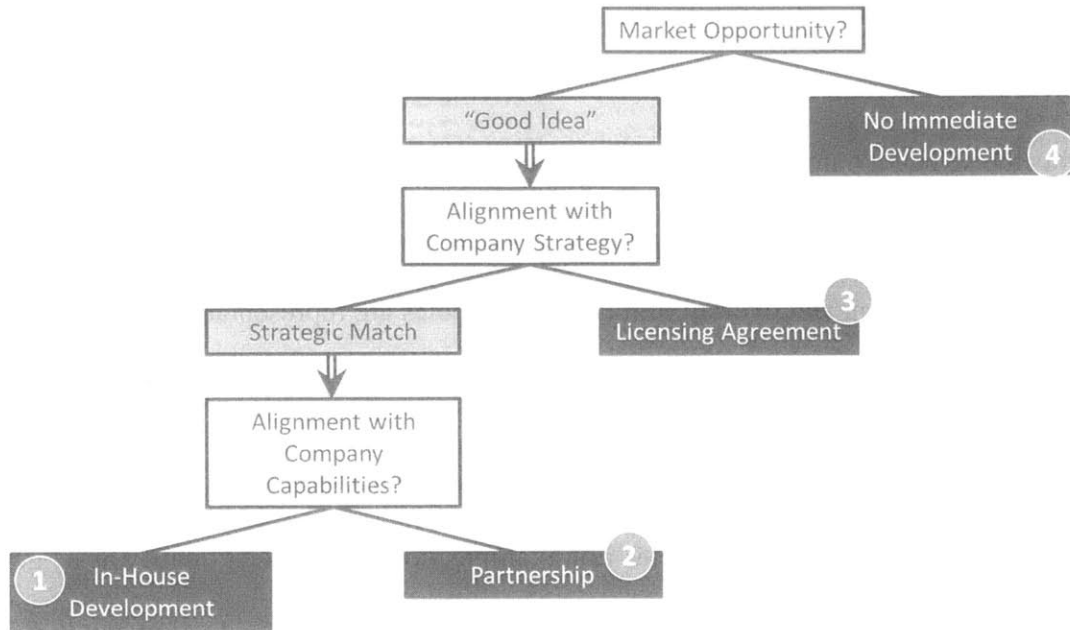 Market Opportunity?
"Good Idea"
No Immediate
Development
4
Alignment with
Company Strategy?
3
Strategic Match
Licensing Agreement
Alignment with
Company
Capabilities?
1
In-House
Development
2
Partnership